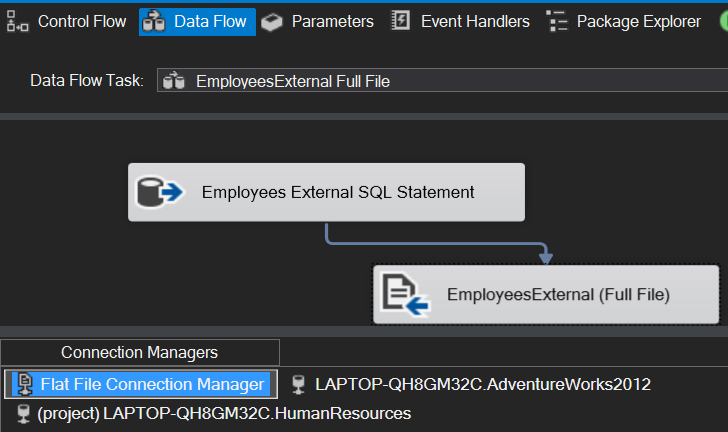 Control Flow Data Flow Parameters Event Handlers Package Explorer
Data Flow Task: EmployeesExternal Full File
Employees External SQL Statement
EmployeesExternal (Full File)
Connection Managers
Flat File Connection Manager LAPTOP-QH8GM32C.AdventureWorks2012
(project) LAPTOP-QH8GM32C.HumanResources